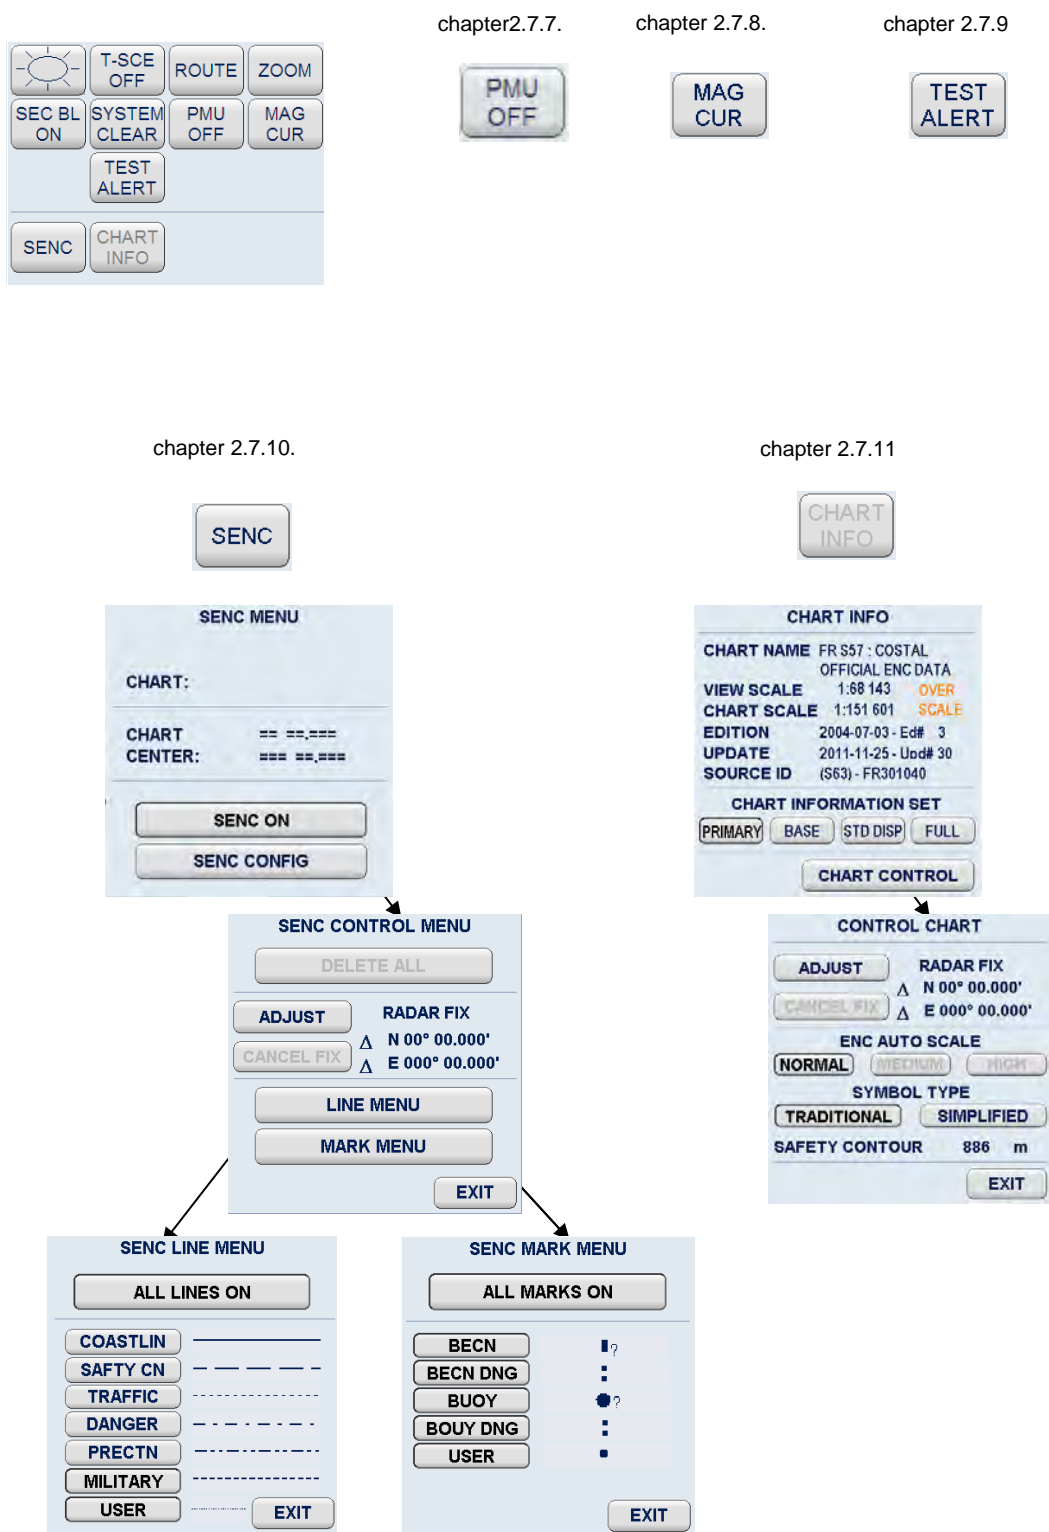 chapter2.7.7.
chapter 2.7.8.
chapter 2.7.9
T-SCE OFF
ROUTE
ZOOM
SEC BL ON
SYSTEM CLEAR
PMU OFF
MAG CUR
TEST ALERT
SENC
CHART INFO
PMU OFF
MAG CUR
TEST ALERT
chapter 2.7.10.
chapter 2.7.11
SENC
CHART INFO
SENC MENU
CHART:
CHART == ==.===
CENTER: === ==.===
SENC ON
SENC CONFIG
CHART INFO
CHART NAME FR S57 : COSTAL
OFFICIAL ENC DATA
VIEW SCALE 1:68 143 OVER
CHART SCALE 1:151 601 SCALE
EDITION 2004-07-03 - Ed# 3
UPDATE 2011-11-25 - Upd# 30
SOURCE ID (S63) - FR301040
CHART INFORMATION SET
PRIMARY BASE STD DISP FULL
CHART CONTROL
SENC CONTROL MENU
DELETE ALL
ADJUST RADAR FIX
Δ N 00° 00.000'
CANCEL FIX Δ E 000° 00.000'
LINE MENU
MARK MENU
EXIT
CONTROL CHART
ADJUST RADAR FIX
Δ N 00° 00.000'
CANCEL FIX Δ E 000° 00.000'
ENC AUTO SCALE
NORMAL MEDIUM HIGH
SYMBOL TYPE
TRADITIONAL SIMPLIFIED
SAFETY CONTOUR 886 m
EXIT
SENC LINE MENU
ALL LINES ON
COASTLIN
SAFTY CN
TRAFFIC
DANGER
PRECTN
MILITARY
USER
EXIT
SENC MARK MENU
ALL MARKS ON
BECN ?
BECN DNG
BUOY ?
BOUY DNG
USER
EXIT